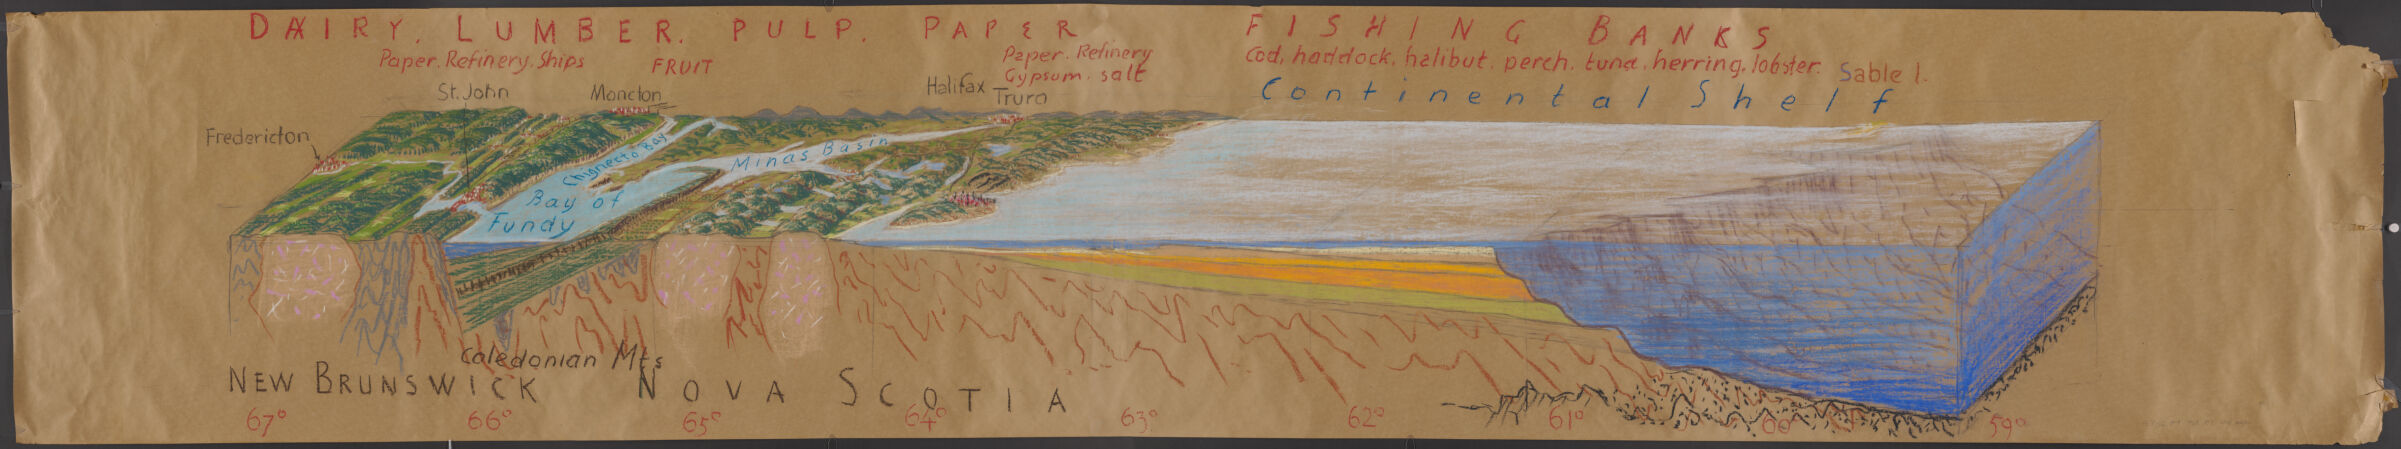 DAIRY. LUMBER. PULP. PAPER
FISHING BANKS
Paper. Refinery. Ships
FRUIT
Paper. Refinery
Gypsum. salt
Cod, haddock, halibut. perch. tuna. herring. lobster.
Sable I.
Continental Shelf
St. John
Moncton
Halifax
Truro
Fredericton
Chignecto Bay
Minas Basin
Bay of
Fundy
Caledonian Mts
NEW BRUNSWICK
NOVA SCOTIA
67° 66° 65° 64° 63° 62° 61° 60° 59°